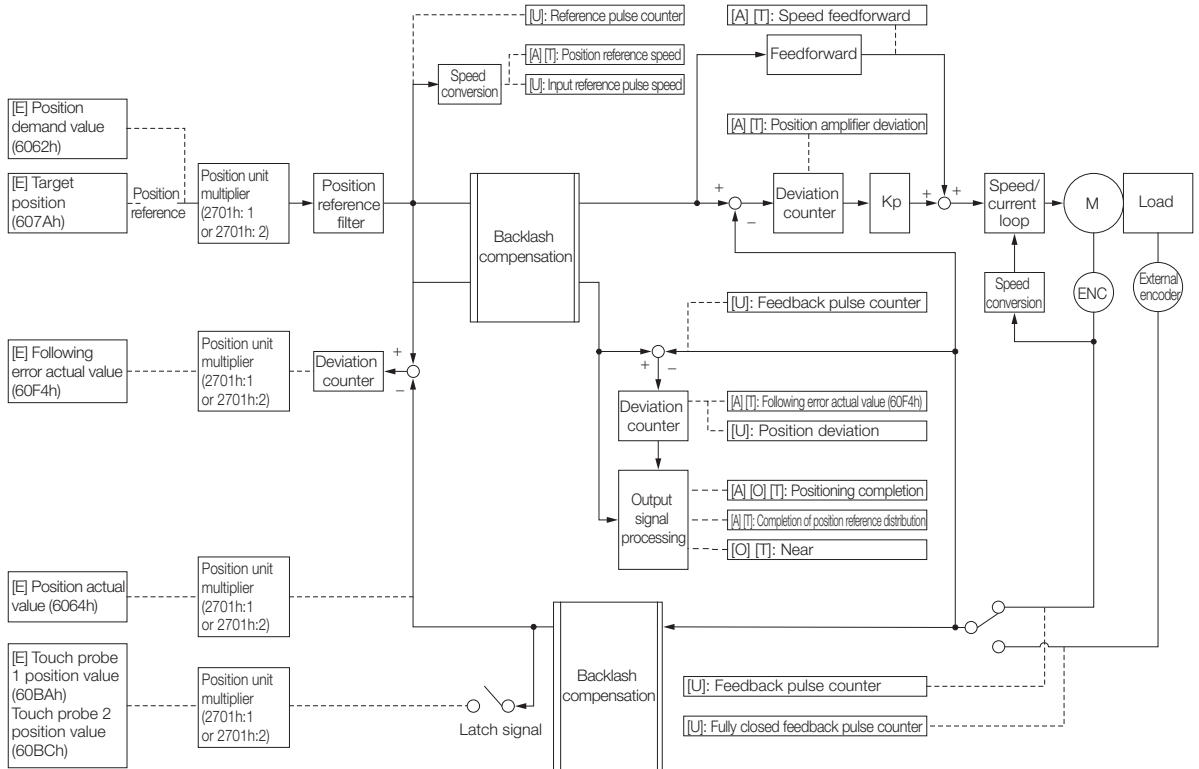 [U]: Reference pulse counter
[A] [T]: Speed feedforward
Feedforward
[A] [T]: Position reference speed
Speed
conversion
[U]: Input reference pulse speed
[E] Position
demand value
(6062h)
[A] [T]: Position amplifier deviation
[E] Target
position
(607Ah)
Position
reference
Position unit
multiplier
(2701h: 1
or 2701h: 2)
Position
reference
filter
Backlash
compensation
+
−
Deviation
counter
Kp
+
+
Speed/
current
loop
M
Load
Speed
conversion
ENC
External
encoder
[U]: Feedback pulse counter
[E] Following
error actual value
(60F4h)
Position unit
multiplier
(2701h:1
or 2701h:2)
Deviation
counter
+
−
+
−
Deviation
counter
[A] [T]: Following error actual value (60F4h)
[U]: Position deviation
Output
signal
processing
[A] [O] [T]: Positioning completion
[A] [T]: Completion of position reference distribution
[O] [T]: Near
[E] Position actual
value (6064h)
Position unit
multiplier
(2701h:1
or 2701h:2)
[E] Touch probe
1 position value
(60BAh)
Touch probe 2
position value
(60BCh)
Position unit
multiplier
(2701h:1
or 2701h:2)
Latch signal
Backlash
compensation
[U]: Feedback pulse counter
[U]: Fully closed feedback pulse counter